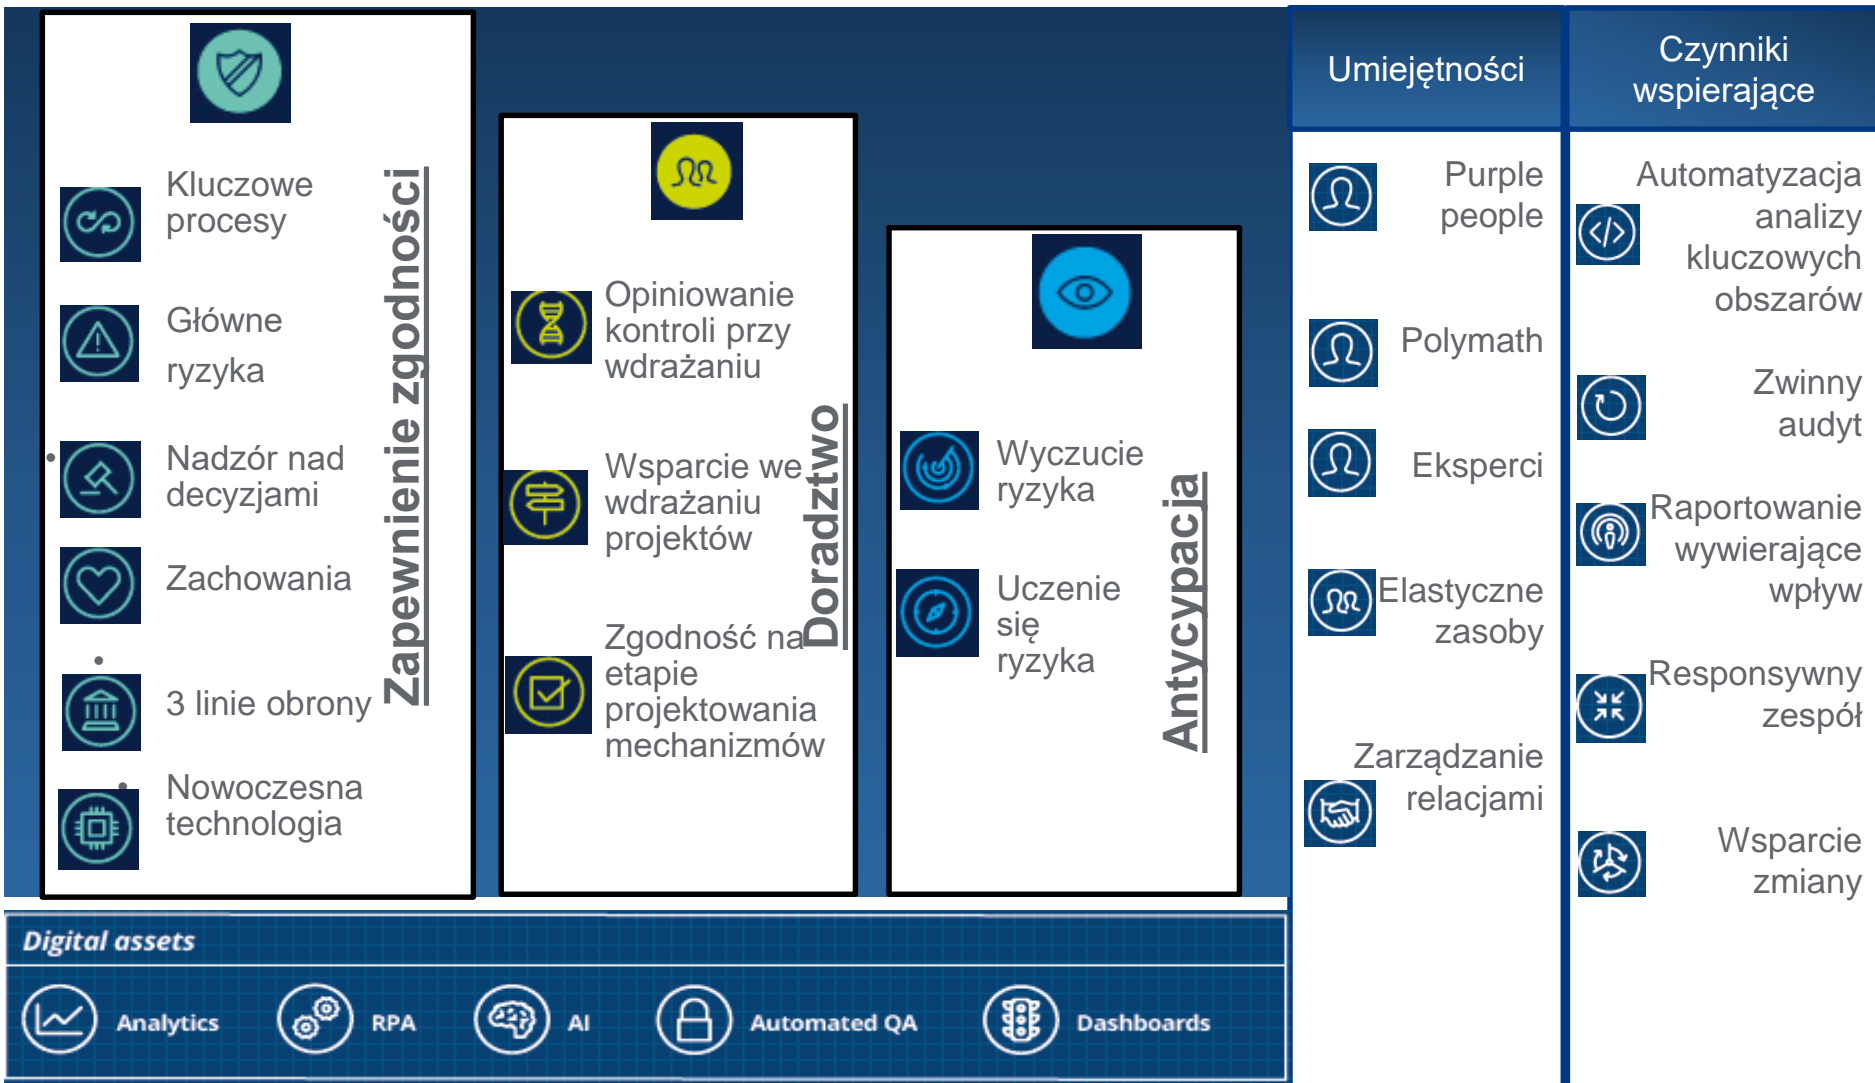 Kluczowe
procesy
Główne
ryzyka
Nadzór nad
decyzjami
Zachowania
3 linie obrony
Nowoczesna
technologia
Zapewnienie zgodności
Opiniowanie
kontroli przy
wdrażaniu
Wsparcie we
wdrażaniu
projektów
Zgodność na
etapie
projektowania
mechanizmów
Doradztwo
Wyczucie
ryzyka
Uczenie
się
ryzyka
Antycypacja
Umiejętności
Purple
people
Polymath
Eksperci
Elastyczne
zasoby
Zarządzanie
relacjami
Czynniki
wspierające
Automatyzacja
analizy
kluczowych
obszarów
Zwinny
audyt
Raportowanie
wywierające
wpływ
Responsywny
zespół
Wsparcie
zmiany
Digital assets
Analytics
RPA
AI
Automated QA
Dashboards